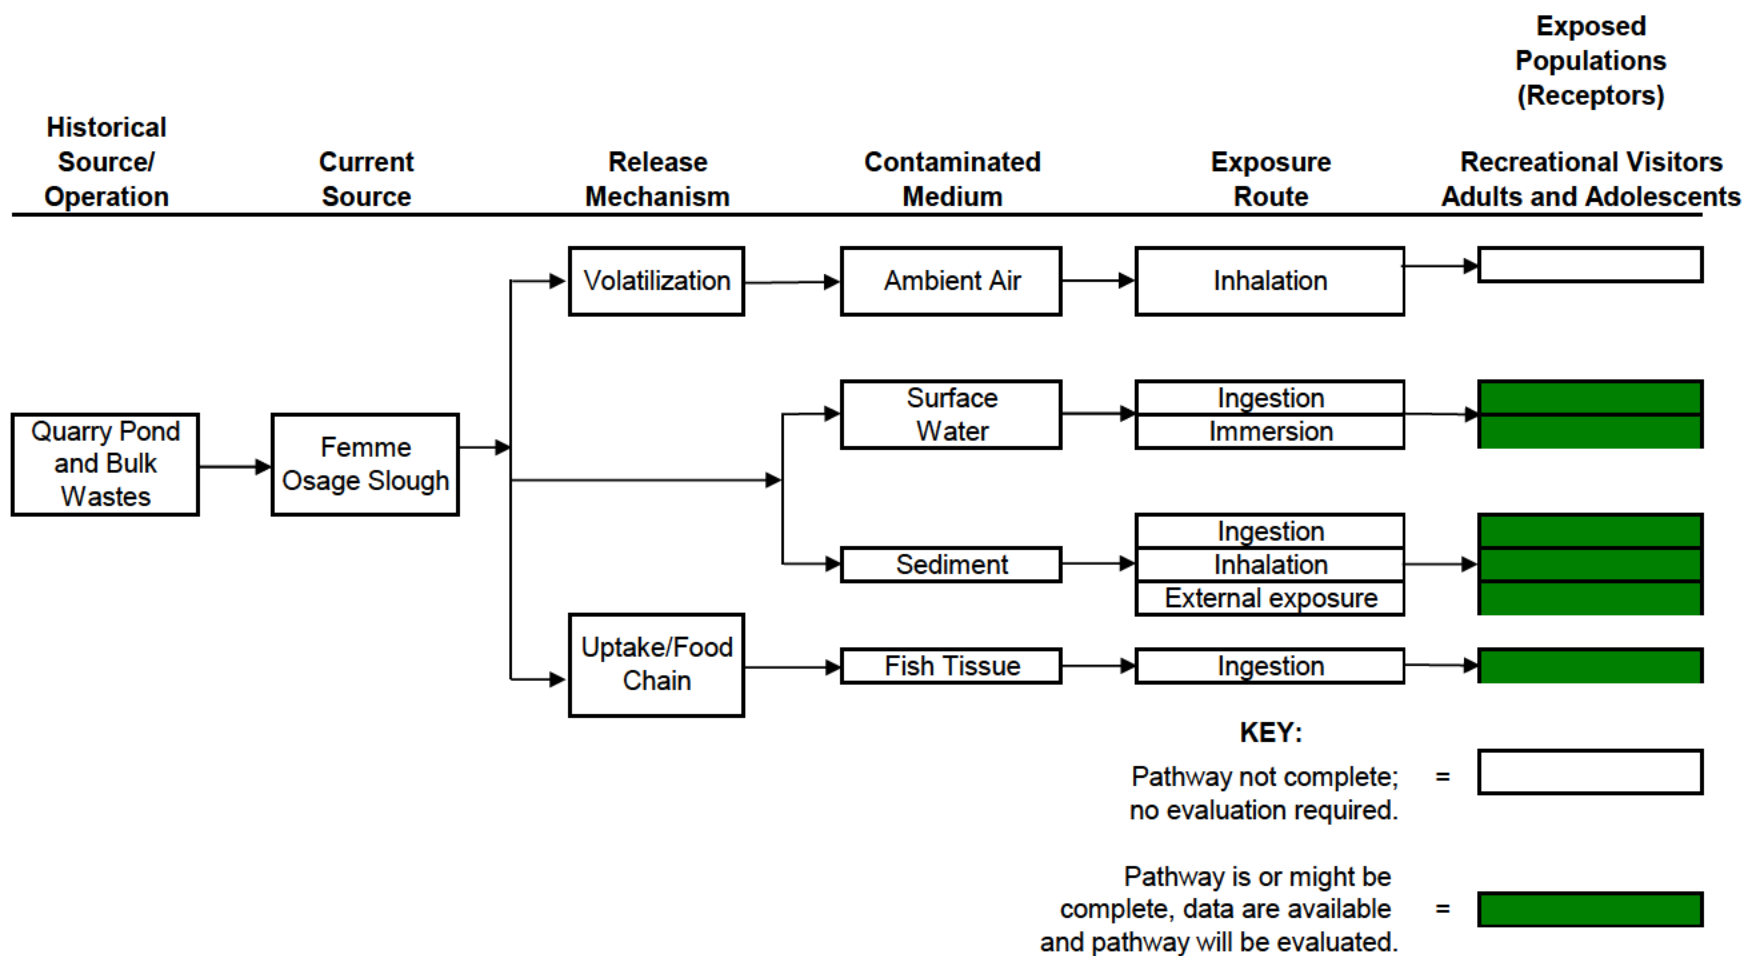 Exposed
Populations
(Receptors)
Historical
Source/
Operation
Current
Source
Release
Mechanism
Contaminated
Medium
Exposure
Route
Recreational Visitors
Adults and Adolescents
Volatilization
Ambient Air
Inhalation
Quarry Pond
and Bulk
Wastes
Femme
Osage Slough
Surface
Water
Ingestion
Immersion
Sediment
Ingestion
Inhalation
External exposure
Uptake/Food
Chain
Fish Tissue
Ingestion
KEY:
Pathway not complete; =
no evaluation required.
Pathway is or might be
complete, data are available =
and pathway will be evaluated.